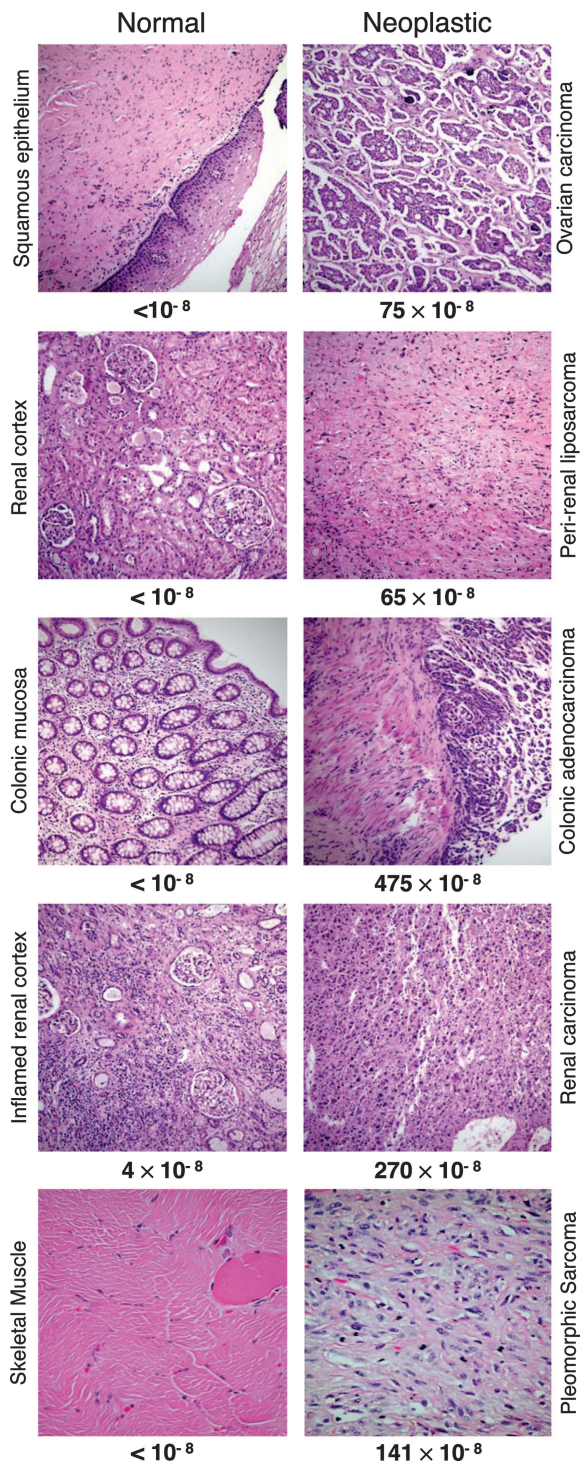 Normal Neoplastic
Squamous epithelium
Ovarian carcinoma
<10⁻⁸
75 × 10⁻⁸
Renal cortex
Peri-renal liposarcoma
< 10⁻⁸
65 × 10⁻⁸
Colonic mucosa
Colonic adenocarcinoma
< 10⁻⁸
475 × 10⁻⁸
Inflamed renal cortex
Renal carcinoma
4 × 10⁻⁸
270 × 10⁻⁸
Skeletal Muscle
Pleomorphic Sarcoma
< 10⁻⁸
141 × 10⁻⁸